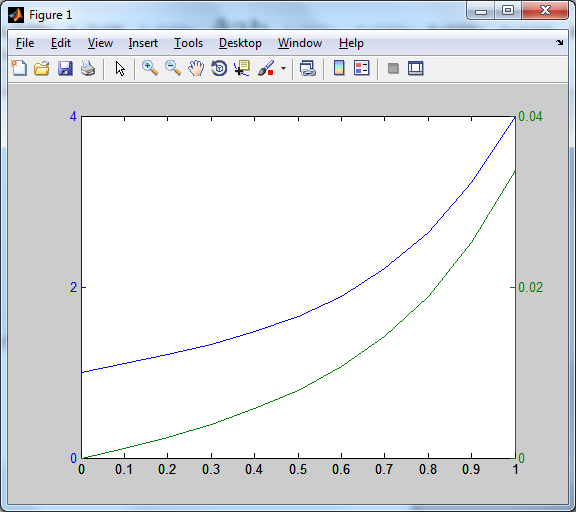 Figure 1
File Edit View Insert Tools Desktop Window Help
4 0.04
2 0.02
0 0
0 0.1 0.2 0.3 0.4 0.5 0.6 0.7 0.8 0.9 1